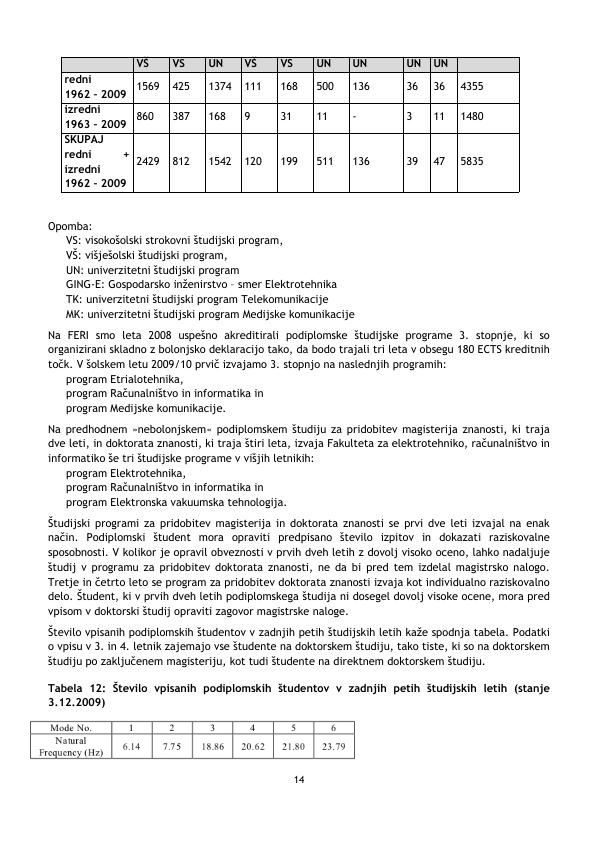 VŠ VS UN VŠ VS UN UN UN UN
redni
1962 – 2009 1569 425 1374 111 168 500 136 36 36 4355
izredni
1963 – 2009 860 387 168 9 31 11 - 3 11 1480
SKUPAJ
redni +
izredni
1962 – 2009 2429 812 1542 120 199 511 136 39 47 5835
Opomba:
VS: visokošolski strokovni študijski program,
VŠ: višješolski študijski program,
UN: univerzitetni študijski program
GING-E: Gospodarsko inženirstvo – smer Elektrotehnika
TK: univerzitetni študijski program Telekomunikacije
MK: univerzitetni študijski program Medijske komunikacije
Na FERI smo leta 2008 uspešno akreditirali podiplomske študijske programe 3. stopnje, ki so
organizirani skladno z bolonjsko deklaracijo tako, da bodo trajali tri leta v obsegu 180 ECTS kreditnih
točk. V šolskem letu 2009/10 prvič izvajamo 3. stopnjo na naslednjih programih:
program Etrialotehnika,
program Računalništvo in informatika in
program Medijske komunikacije.
Na predhodnem »nebolonjskem« podiplomskem študiju za pridobitev magisterija znanosti, ki traja
dve leti, in doktorata znanosti, ki traja štiri leta, izvaja Fakulteta za elektrotehniko, računalništvo in
informatiko še tri študijske programe v višjih letnikih:
program Elektrotehnika,
program Računalništvo in informatika in
program Elektronska vakuumska tehnologija.
Študijski programi za pridobitev magisterija in doktorata znanosti se prvi dve leti izvajal na enak
način. Podiplomski študent mora opraviti predpisano število izpitov in dokazati raziskovalne
sposobnosti. V kolikor je opravil obveznosti v prvih dveh letih z dovolj visoko oceno, lahko nadaljuje
študij v programu za pridobitev doktorata znanosti, ne da bi pred tem izdelal magistrsko nalogo.
Tretje in četrto leto se program za pridobitev doktorata znanosti izvaja kot individualno raziskovalno
delo. Študent, ki v prvih dveh letih podiplomskega študija ni dosegel dovolj visoke ocene, mora pred
vpisom v doktorski študij opraviti zagovor magistrske naloge.
Število vpisanih podiplomskih študentov v zadnjih petih študijskih letih kaže spodnja tabela. Podatki
o vpisu v 3. in 4. letnik zajemajo vse študente na doktorskem študiju, tako tiste, ki so na doktorskem
študiju po zaključenem magisteriju, kot tudi študente na direktnem doktorskem študiju.
Tabela 12: Število vpisanih podiplomskih študentov v zadnjih petih študijskih letih (stanje
3.12.2009)
Mode No. 1 2 3 4 5 6
Natural
Frequency (Hz) 6.14 7.75 18.86 20.62 21.80 23.79
14